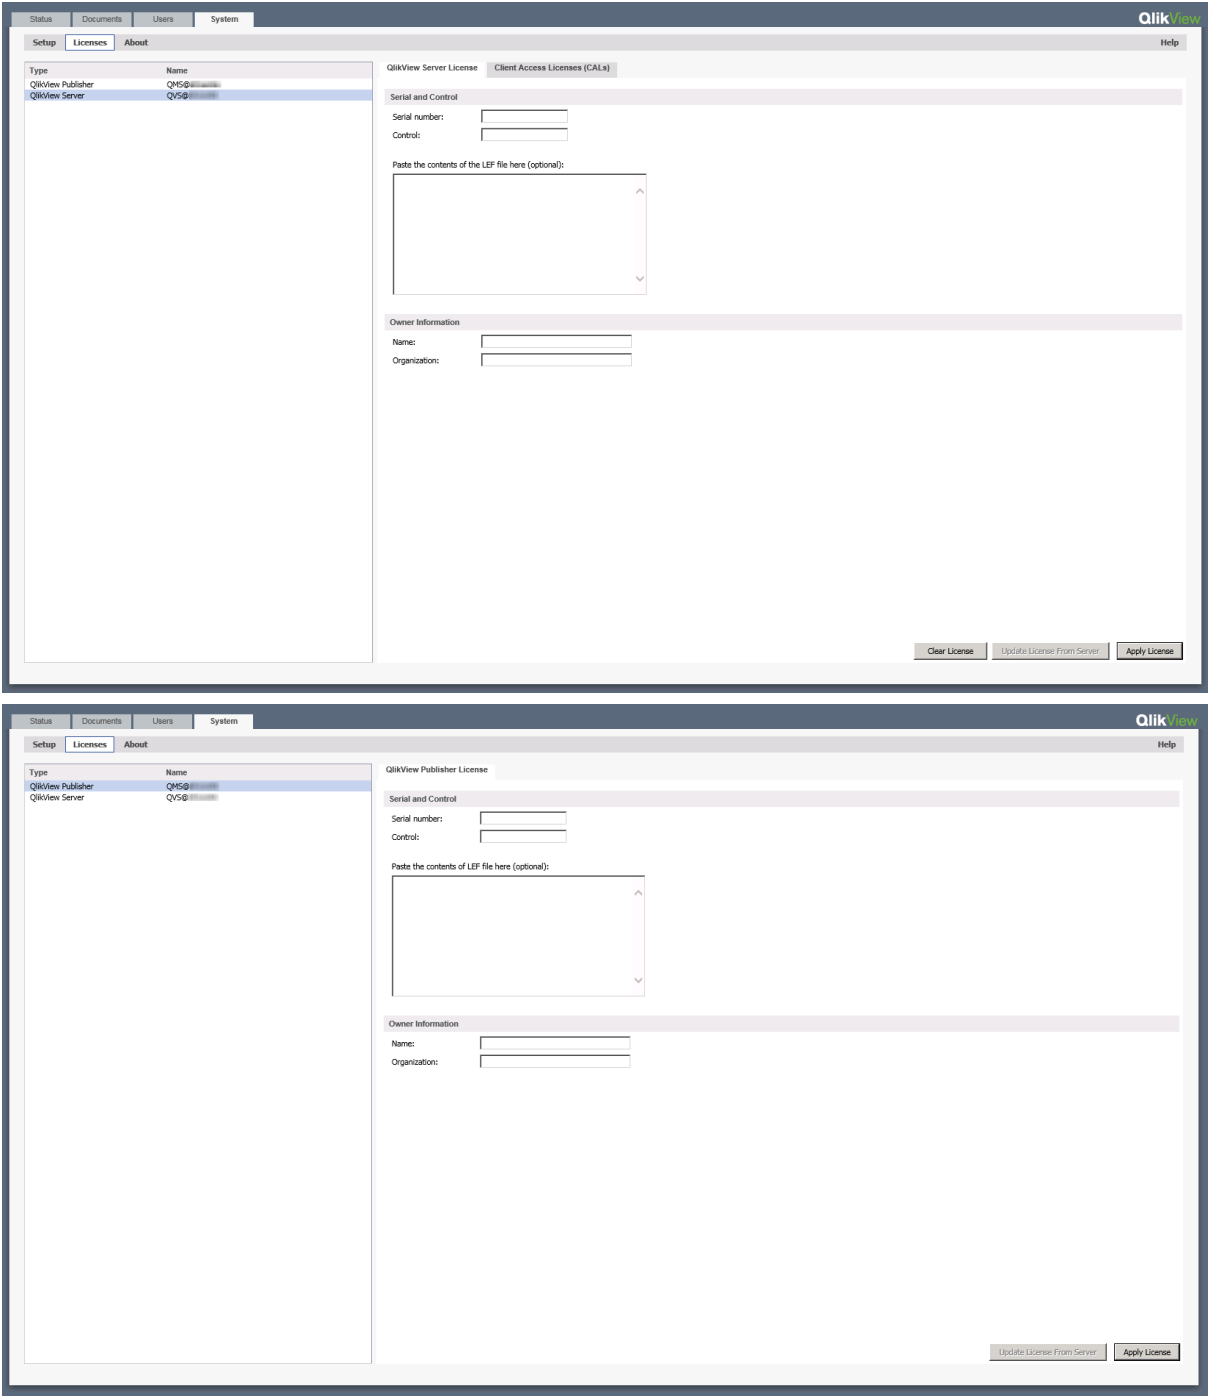 Status Documents Users System QlikView
Setup Licenses About Help
Type Name
QlikView Publisher QMS@
QlikView Server QVS@
QlikView Server License Client Access Licenses (CALs)
Serial and Control
Serial number:
Control:
Paste the contents of the LEF file here (optional):
Owner Information
Name:
Organization:
Clear License Update License From Server Apply License
Status Documents Users System QlikView
Setup Licenses About Help
Type Name
QlikView Publisher QMS@
QlikView Server QVS@
QlikView Publisher License
Serial and Control
Serial number:
Control:
Paste the contents of LEF file here (optional):
Owner Information
Name:
Organization:
Update License From Server Apply License